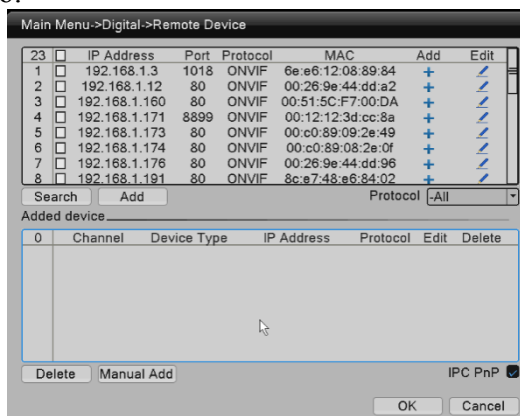 Main Menu->Digital->Remote Device
23 IP Address Port Protocol MAC Add Edit
1 192.168.1.3 1018 ONVIF 6e:e6:12:08:89:84 +
2 192.168.1.12 80 ONVIF 00:26:9e:44:dd:a2 +
3 192.168.1.160 80 ONVIF 00:51:5C:F7:00:DA +
4 192.168.1.171 8899 ONVIF 00:12:12:3d:cc:8a +
5 192.168.1.173 80 ONVIF 00:c0:89:09:2e:49 +
6 192.168.1.174 80 ONVIF 00:c0:89:08:2e:0f +
7 192.168.1.176 80 ONVIF 00:26:9e:44:dd:96 +
8 192.168.1.191 80 ONVIF 8c:e7:48:e6:84:02 +
Search Add Protocol -All
Added device
0 Channel Device Type IP Address Protocol Edit Delete
Delete Manual Add IPC PnP
OK Cancel